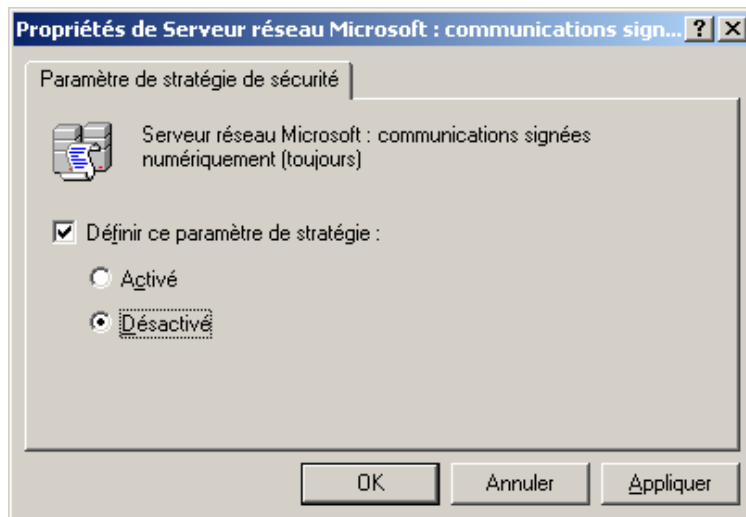 Propriétés de Serveur réseau Microsoft : communications sign...
Paramètre de stratégie de sécurité
Serveur réseau Microsoft : communications signées
numériquement (toujours)
Définir ce paramètre de stratégie :
Activé
Désactivé
OK Annuler Appliquer